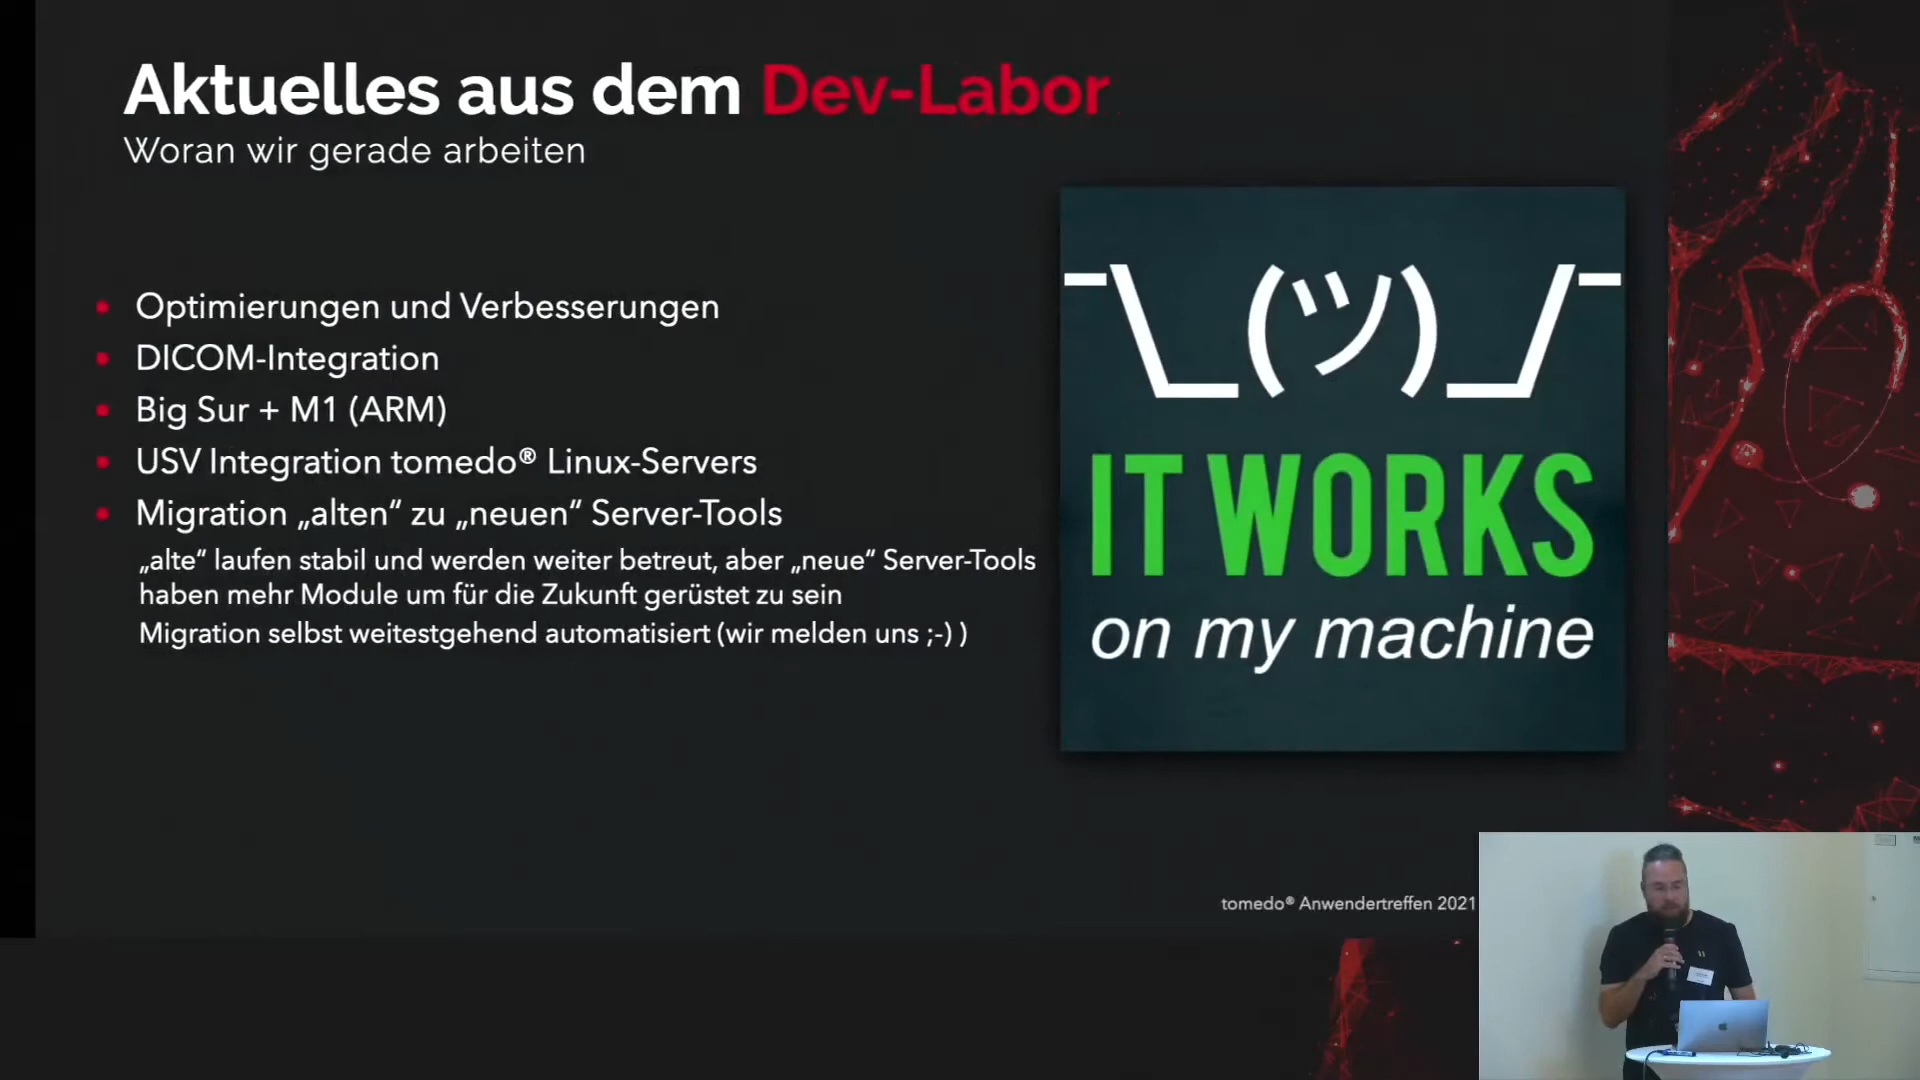 Aktuelles aus dem Dev-Labor
Woran wir gerade arbeiten
• Optimierungen und Verbesserungen
• DICOM-Integration
• Big Sur + M1 (ARM)
• USV Integration tomedo® Linux-Servers
• Migration „alten“ zu „neuen“ Server-Tools
„alte“ laufen stabil und werden weiter betreut, aber „neue“ Server-Tools
haben mehr Module um für die Zukunft gerüstet zu sein
Migration selbst weitestgehend automatisiert (wir melden uns ;-) )
¯\_(ツ)_/¯
IT WORKS
on my machine
tomedo® Anwendertreffen 2021